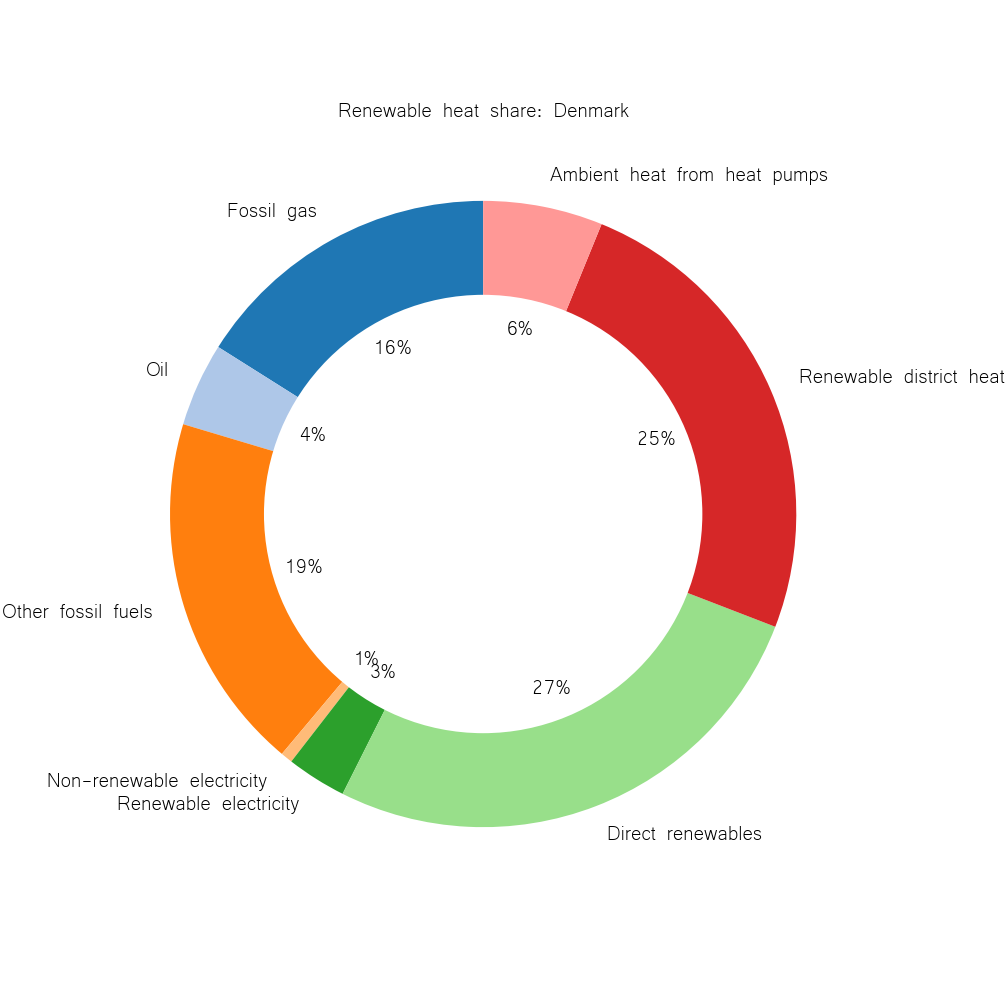 Renewable heat share: Denmark
Ambient heat from heat pumps
Fossil gas
6%
16%
Oil
Renewable district heat
4%
25%
19%
Other fossil fuels
1%
3%
27%
Non-renewable electricity
Renewable electricity
Direct renewables